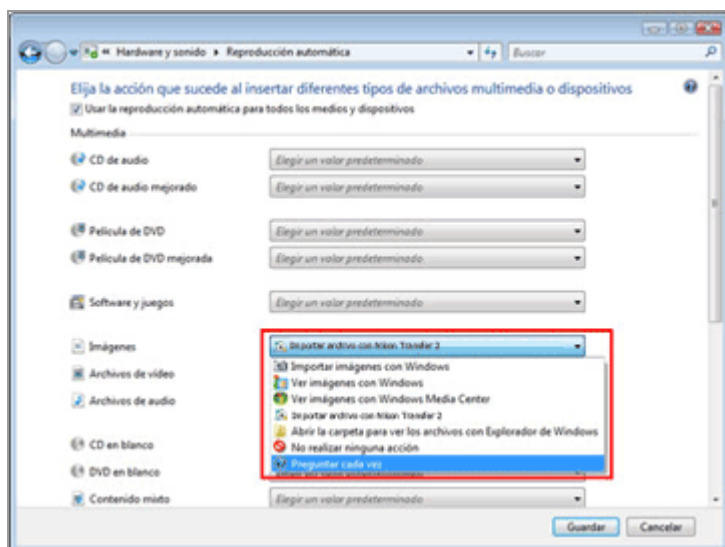 « Hardware y sonido ▸ Reproducción automática
Buscar
Elija la acción que sucede al insertar diferentes tipos de archivos multimedia o dispositivos
Usar la reproducción automática para todos los medios y dispositivos
Multimedia
CD de audio
Elegir un valor predeterminado
CD de audio mejorado
Elegir un valor predeterminado
Película de DVD
Elegir un valor predeterminado
Película de DVD mejorada
Elegir un valor predeterminado
Software y juegos
Elegir un valor predeterminado
Imágenes
Importar archivo con Nikon Transfer 2
Importar imágenes con Windows
Archivos de vídeo
Ver imágenes con Windows
Ver imágenes con Windows Media Center
Archivos de audio
Importar archivo con Nikon Transfer 2
Abrir la carpeta para ver los archivos con Explorador de Windows
CD en blanco
No realizar ninguna acción
Preguntar cada vez
DVD en blanco
Contenido mixto
Elegir un valor predeterminado
Guardar
Cancelar